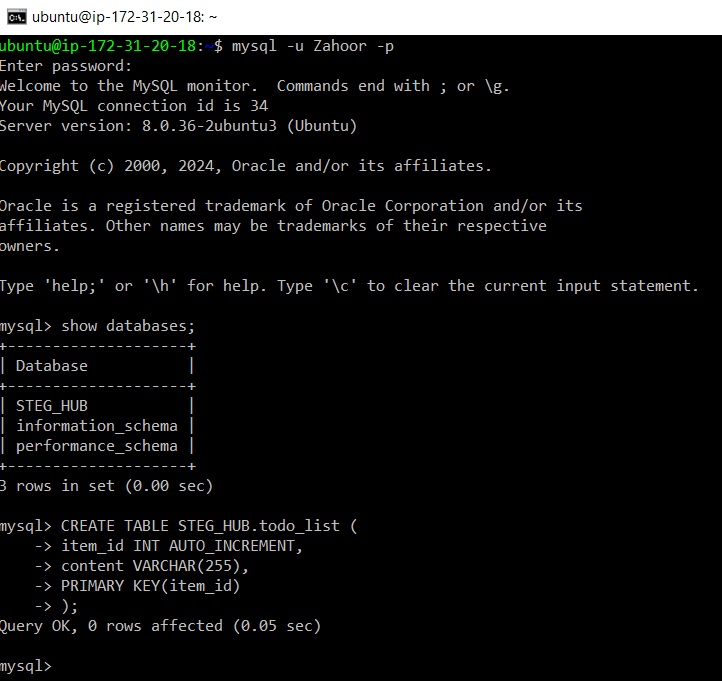 ubuntu@ip-172-31-20-18: ~
ubuntu@ip-172-31-20-18:~$ mysql -u Zahoor -p
Enter password:
Welcome to the MySQL monitor.  Commands end with ; or \g.
Your MySQL connection id is 34
Server version: 8.0.36-2ubuntu3 (Ubuntu)
Copyright (c) 2000, 2024, Oracle and/or its affiliates.
Oracle is a registered trademark of Oracle Corporation and/or its
affiliates. Other names may be trademarks of their respective
owners.
Type 'help;' or '\h' for help. Type '\c' to clear the current input statement.
mysql> show databases;
+--------------------+
| Database           |
+--------------------+
| STEG_HUB           |
| information_schema |
| performance_schema |
+--------------------+
3 rows in set (0.00 sec)
mysql> CREATE TABLE STEG_HUB.todo_list (
    -> item_id INT AUTO_INCREMENT,
    -> content VARCHAR(255),
    -> PRIMARY KEY(item_id)
    -> );
Query OK, 0 rows affected (0.05 sec)
mysql>